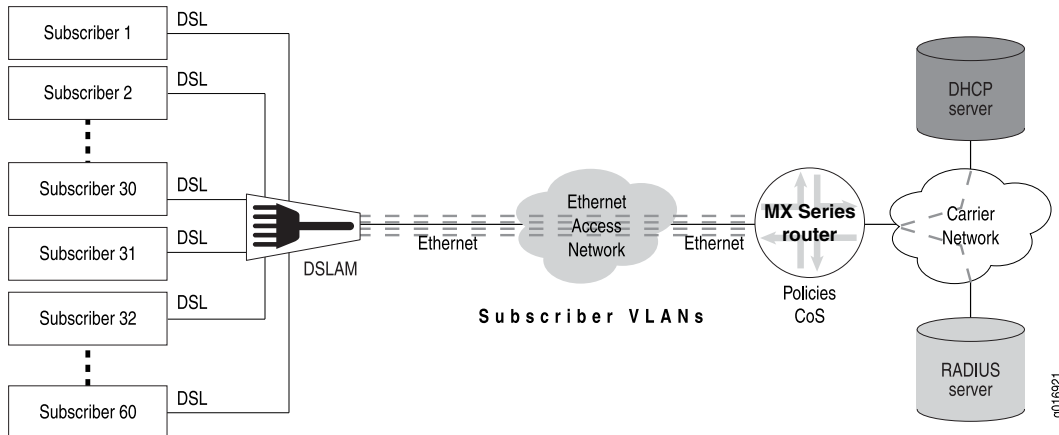 Subscriber 1
DSL
Subscriber 2
DSL
Subscriber 30
DSL
Subscriber 31
DSL
Subscriber 32
DSL
Subscriber 60
DSL
DSLAM
Ethernet
Ethernet
Access
Network
Ethernet
Subscriber VLANs
MX Series
router
Policies
CoS
DHCP
server
Carrier
Network
RADIUS
server
g016921